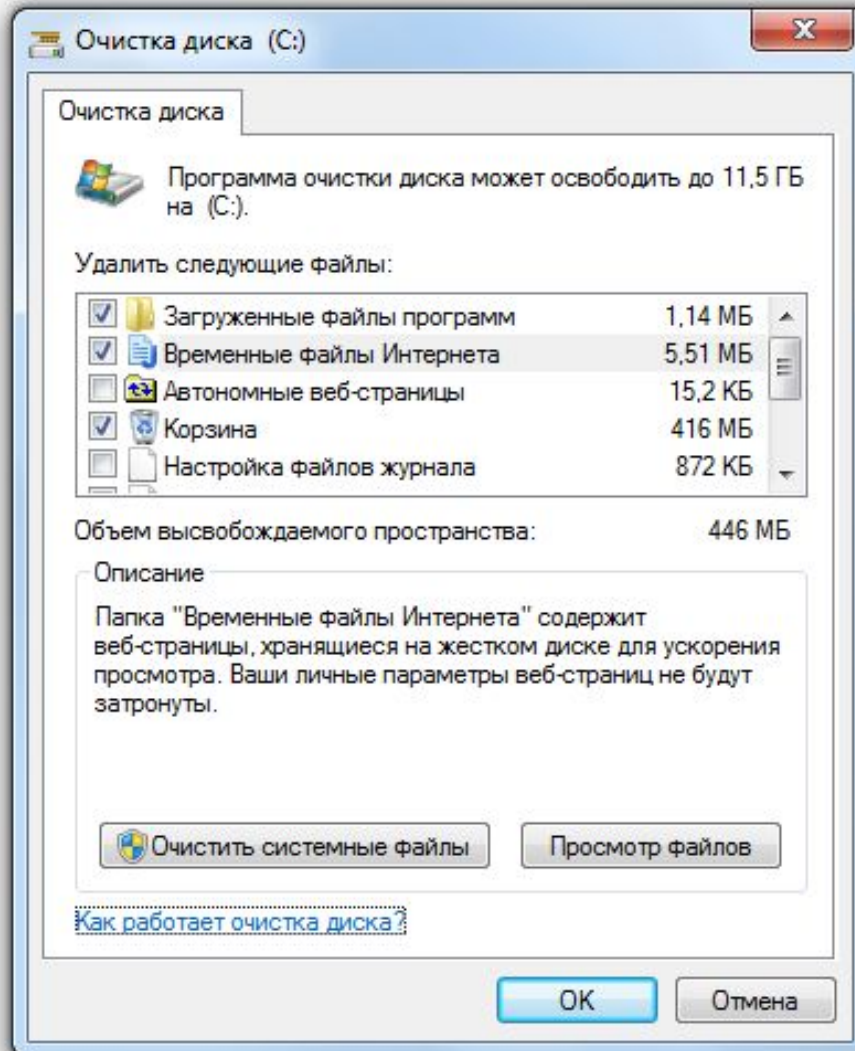 Очистка диска (C:)
Очистка диска
Программа очистки диска может освободить до 11,5 ГБ
на (C:).
Удалить следующие файлы:
Загруженные файлы программ 1,14 МБ
Временные файлы Интернета 5,51 МБ
Автономные веб-страницы 15,2 КБ
Корзина 416 МБ
Настройка файлов журнала 872 КБ
Объем высвобождаемого пространства: 446 МБ
Описание
Папка "Временные файлы Интернета" содержит
веб-страницы, хранящиеся на жестком диске для ускорения
просмотра. Ваши личные параметры веб-страниц не будут
затронуты.
Очистить системные файлы Просмотр файлов
Как работает очистка диска?
ОК Отмена